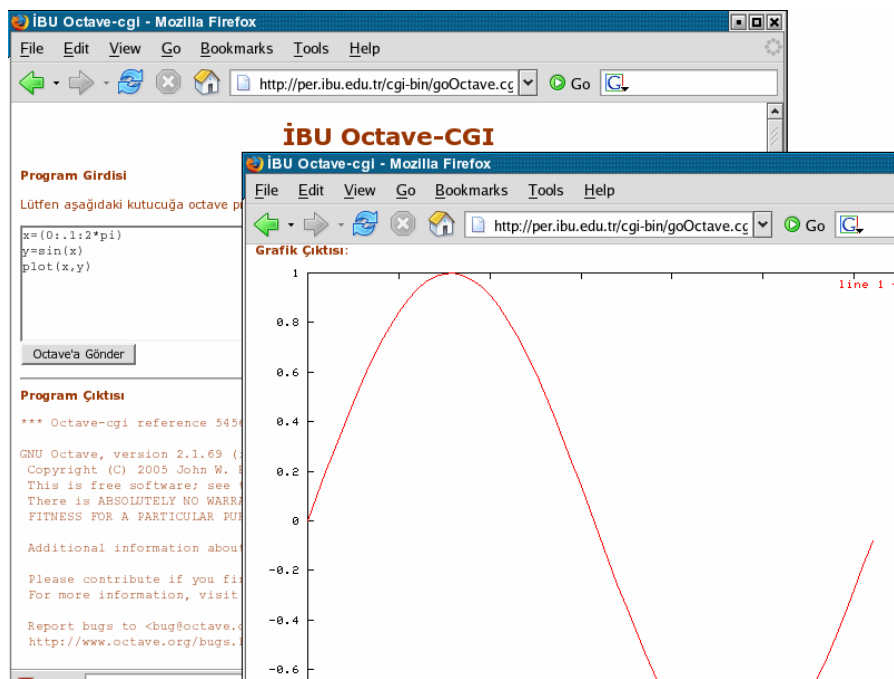 İBU Octave-cgi - Mozilla Firefox
File Edit View Go Bookmarks Tools Help
http://per.ibu.edu.tr/cgi-bin/goOctave.cg Go
İBU Octave-CGI
Program Girdisi
Lütfen aşağıdaki kutucuğa octave p
x=(0:.1:2*pi)
y=sin(x)
plot(x,y)
Octave'a Gönder
Program Çıktısı
*** Octave-cgi reference 545
GNU Octave, version 2.1.69 (
Copyright (C) 2005 John W.
This is free software; see
There is ABSOLUTELY NO WARRA
FITNESS FOR A PARTICULAR PU
Additional information about
Please contribute if you fi
For more information, visit
Report bugs to <bug@octave.
http://www.octave.org/bugs.
İBU Octave-cgi - Mozilla Firefox
File Edit View Go Bookmarks Tools Help
http://per.ibu.edu.tr/cgi-bin/goOctave.cg Go
Grafik Çıktısı:
line 1
1
0.8
0.6
0.4
0.2
0
-0.2
-0.4
-0.6